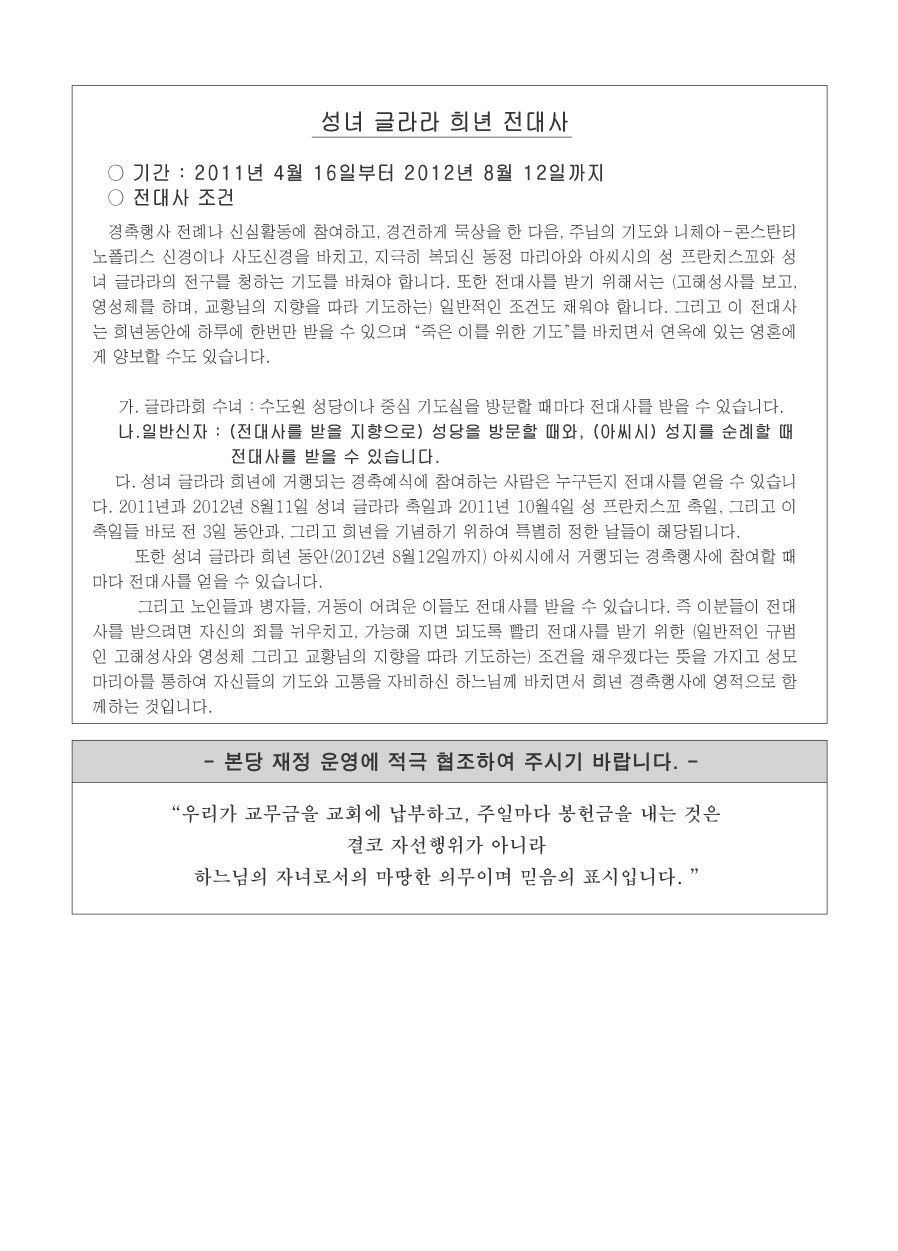 성녀 글라라 희년 전대사
○ 기간 : 2011년 4월 16일부터 2012년 8월 12일까지
○ 전대사 조건
경축행사 전례나 신심활동에 참여하고, 경건하게 묵상을 한 다음, 주님의 기도와 니체아-콘스탄티
노폴리스 신경이나 사도신경을 바치고, 지극히 복되신 동정 마리아와 아씨시의 성 프란치스꼬와 성
녀 글라라의 전구를 청하는 기도를 바쳐야 합니다. 또한 전대사를 받기 위해서는 (고해성사를 보고,
영성체를 하며, 교황님의 지향을 따라 기도하는) 일반적인 조건도 채워야 합니다. 그리고 이 전대사
는 희년동안에 하루에 한번만 받을 수 있으며 “죽은 이를 위한 기도”를 바치면서 연옥에 있는 영혼에
게 양보할 수도 있습니다.
가. 글라라회 수녀 : 수도원 성당이나 중심 기도실을 방문할 때마다 전대사를 받을 수 있습니다.
나.일반신자 : (전대사를 받을 지향으로) 성당을 방문할 때와, (아씨시) 성지를 순례할 때
전대사를 받을 수 있습니다.
다. 성녀 글라라 희년에 거행되는 경축예식에 참여하는 사람은 누구든지 전대사를 얻을 수 있습니
다. 2011년과 2012년 8월11일 성녀 글라라 축일과 2011년 10월4일 성 프란치스꼬 축일, 그리고 이
축일들 바로 전 3일 동안과, 그리고 희년을 기념하기 위하여 특별히 정한 날들이 해당됩니다.
또한 성녀 글라라 희년 동안(2012년 8월12일까지) 아씨시에서 거행되는 경축행사에 참여할 때
마다 전대사를 얻을 수 있습니다.
그리고 노인들과 병자들, 거동이 어려운 이들도 전대사를 받을 수 있습니다. 즉 이분들이 전대
사를 받으려면 자신의 죄를 뉘우치고, 가능해 지면 되도록 빨리 전대사를 받기 위한 (일반적인 규범
인 고해성사와 영성체 그리고 교황님의 지향을 따라 기도하는) 조건을 채우겠다는 뜻을 가지고 성모
마리아를 통하여 자신들의 기도와 고통을 자비하신 하느님께 바치면서 희년 경축행사에 영적으로 함
께하는 것입니다.
- 본당 재정 운영에 적극 협조하여 주시기 바랍니다. -
“우리가 교무금을 교회에 납부하고, 주일마다 봉헌금을 내는 것은
결코 자선행위가 아니라
하느님의 자녀로서의 마땅한 의무이며 믿음의 표시입니다. ”